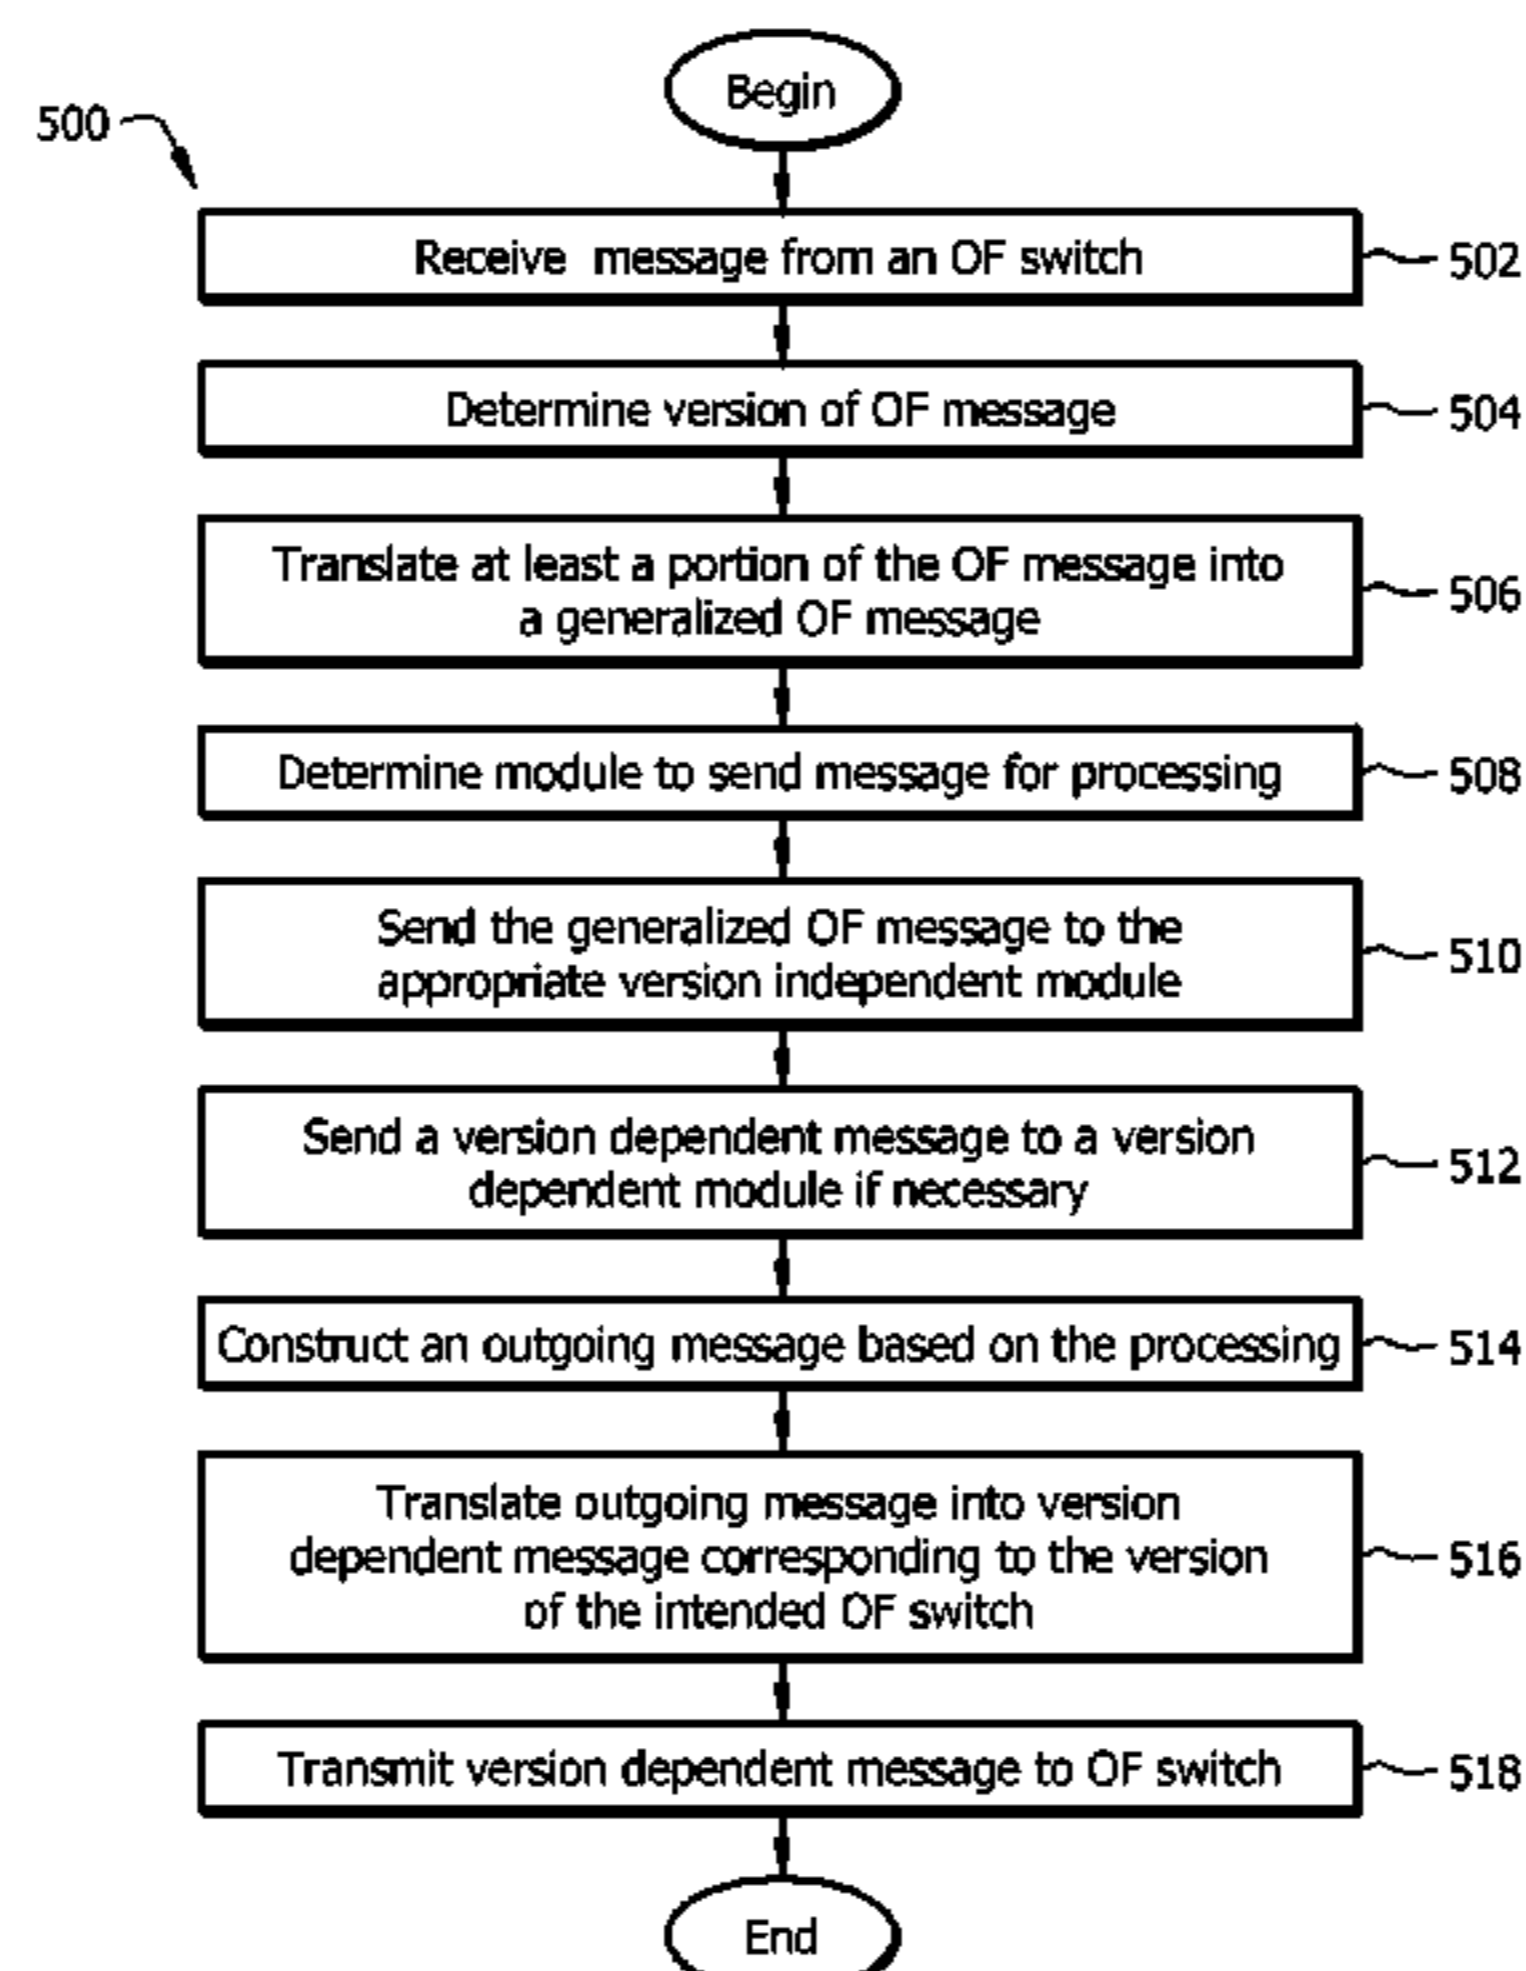 Begin
500
Receive message from an OF switch
502
Determine version of OF message
504
Translate at least a portion of the OF message into
a generalized OF message
506
Determine module to send message for processing
508
Send the generalized OF message to the
appropriate version independent module
510
Send a version dependent message to a version
dependent module if necessary
512
Construct an outgoing message based on the processing
514
Translate outgoing message into version
dependent message corresponding to the version
of the intended OF switch
516
Transmit version dependent message to OF switch
518
End